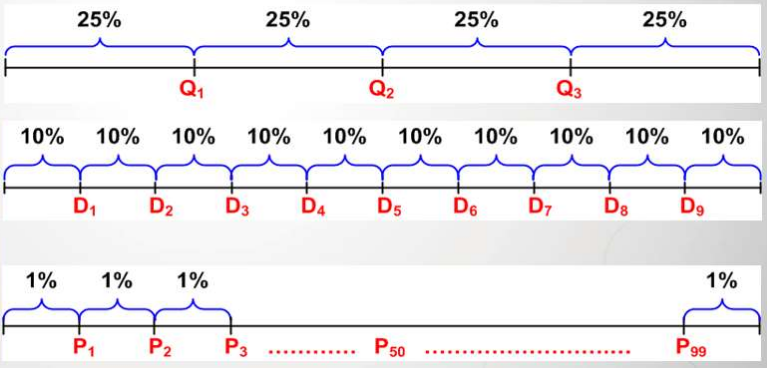 25% 25% 25% 25%
Q₁ Q₂ Q₃
10% 10% 10% 10% 10% 10% 10% 10% 10% 10%
D₁ D₂ D₃ D₄ D₅ D₆ D₇ D₈ D₉
1% 1% 1% 1%
P₁ P₂ P₃ ............ P₅₀ ............................. P₉₉